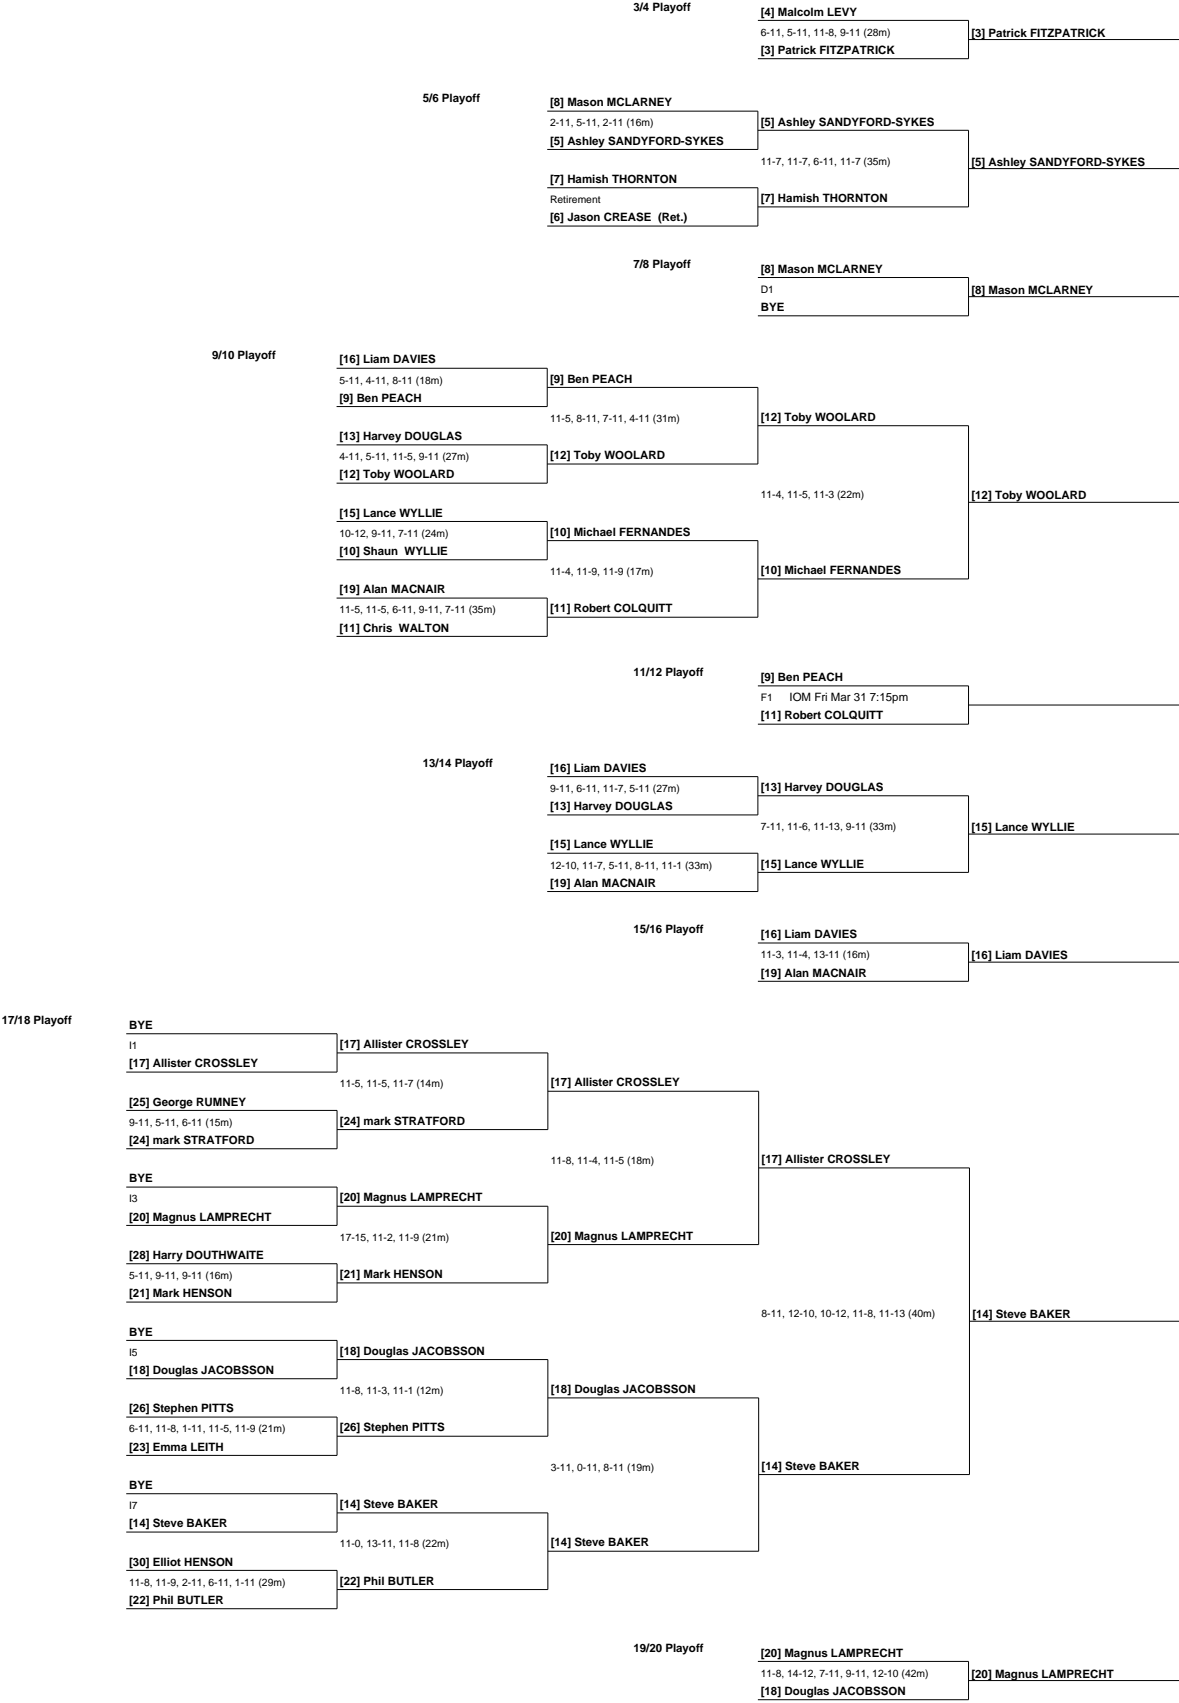 3/4 Playoff
[4] Malcolm LEVY
6-11, 5-11, 11-8, 9-11 (28m)
[3] Patrick FITZPATRICK
[3] Patrick FITZPATRICK
5/6 Playoff
[8] Mason MCLARNEY
2-11, 5-11, 2-11 (16m)
[5] Ashley SANDYFORD-SYKES
[5] Ashley SANDYFORD-SYKES
11-7, 11-7, 6-11, 11-7 (35m)
[5] Ashley SANDYFORD-SYKES
[7] Hamish THORNTON
Retirement
[7] Hamish THORNTON
[6] Jason CREASE (Ret.)
7/8 Playoff
[8] Mason MCLARNEY
D1
[8] Mason MCLARNEY
BYE
9/10 Playoff
[16] Liam DAVIES
5-11, 4-11, 8-11 (18m)
[9] Ben PEACH
[9] Ben PEACH
11-5, 8-11, 7-11, 4-11 (31m)
[12] Toby WOOLARD
[13] Harvey DOUGLAS
4-11, 5-11, 11-5, 9-11 (27m)
[12] Toby WOOLARD
[12] Toby WOOLARD
11-4, 11-5, 11-3 (22m)
[12] Toby WOOLARD
[15] Lance WYLLIE
10-12, 9-11, 7-11 (24m)
[10] Michael FERNANDES
[10] Shaun WYLLIE
11-4, 11-9, 11-9 (17m)
[10] Michael FERNANDES
[19] Alan MACNAIR
11-5, 11-5, 6-11, 9-11, 7-11 (35m)
[11] Robert COLQUITT
[11] Chris WALTON
11/12 Playoff
[9] Ben PEACH
F1 IOM Fri Mar 31 7:15pm
[11] Robert COLQUITT
13/14 Playoff
[16] Liam DAVIES
9-11, 6-11, 11-7, 5-11 (27m)
[13] Harvey DOUGLAS
[13] Harvey DOUGLAS
7-11, 11-6, 11-13, 9-11 (33m)
[15] Lance WYLLIE
[15] Lance WYLLIE
12-10, 11-7, 5-11, 8-11, 11-1 (33m)
[15] Lance WYLLIE
[19] Alan MACNAIR
15/16 Playoff
[16] Liam DAVIES
11-3, 11-4, 13-11 (16m)
[16] Liam DAVIES
[19] Alan MACNAIR
17/18 Playoff
BYE
I1
[17] Allister CROSSLEY
[17] Allister CROSSLEY
11-5, 11-5, 11-7 (14m)
[17] Allister CROSSLEY
[25] George RUMNEY
9-11, 5-11, 6-11 (15m)
[24] mark STRATFORD
[24] mark STRATFORD
11-8, 11-4, 11-5 (18m)
[17] Allister CROSSLEY
BYE
I3
[20] Magnus LAMPRECHT
[20] Magnus LAMPRECHT
17-15, 11-2, 11-9 (21m)
[20] Magnus LAMPRECHT
[28] Harry DOUTHWAITE
5-11, 9-11, 9-11 (16m)
[21] Mark HENSON
[21] Mark HENSON
8-11, 12-10, 10-12, 11-8, 11-13 (40m)
[14] Steve BAKER
BYE
I5
[18] Douglas JACOBSSON
[18] Douglas JACOBSSON
11-8, 11-3, 11-1 (12m)
[18] Douglas JACOBSSON
[26] Stephen PITTS
6-11, 11-8, 1-11, 11-5, 11-9 (21m)
[26] Stephen PITTS
[23] Emma LEITH
3-11, 0-11, 8-11 (19m)
[14] Steve BAKER
BYE
I7
[14] Steve BAKER
[14] Steve BAKER
11-0, 13-11, 11-8 (22m)
[14] Steve BAKER
[30] Elliot HENSON
11-8, 11-9, 2-11, 6-11, 1-11 (29m)
[22] Phil BUTLER
[22] Phil BUTLER
19/20 Playoff
[20] Magnus LAMPRECHT
11-8, 14-12, 7-11, 9-11, 12-10 (42m)
[20] Magnus LAMPRECHT
[18] Douglas JACOBSSON